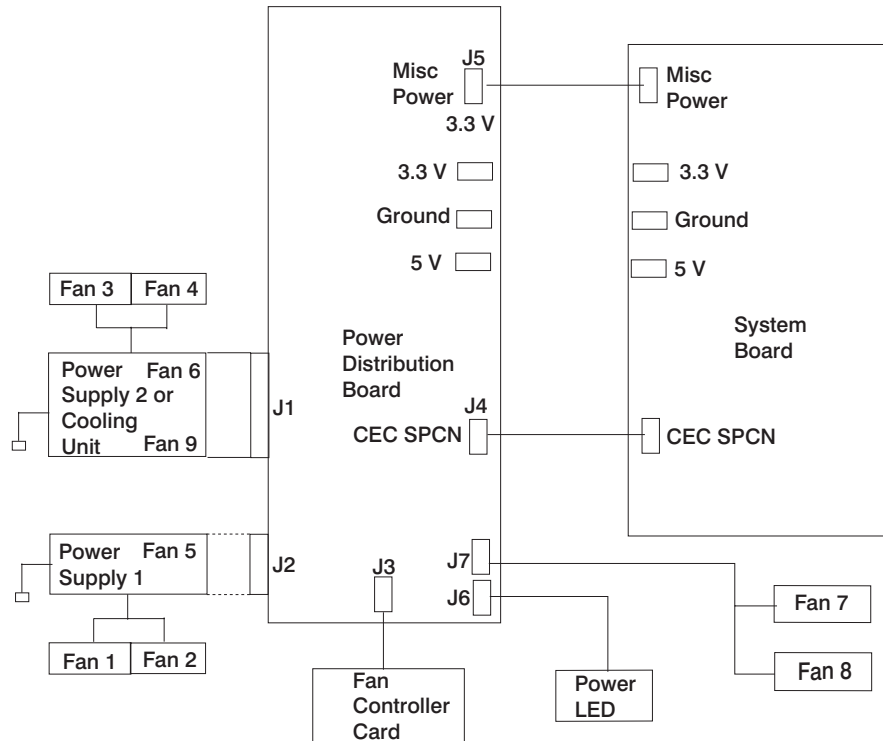 J5
Misc
Power
3.3 V
Misc
Power
3.3 V
3.3 V
Ground
Ground
5 V
5 V
Fan 3
Fan 4
Power
Distribution
Board
System
Board
Power
Supply 2 or
Cooling
Unit
Fan 6
Fan 9
J1
J4
CEC SPCN
CEC SPCN
Power
Supply 1
Fan 5
J2
J3
J7
J6
Fan 7
Fan 1
Fan 2
Fan 8
Fan
Controller
Card
Power
LED